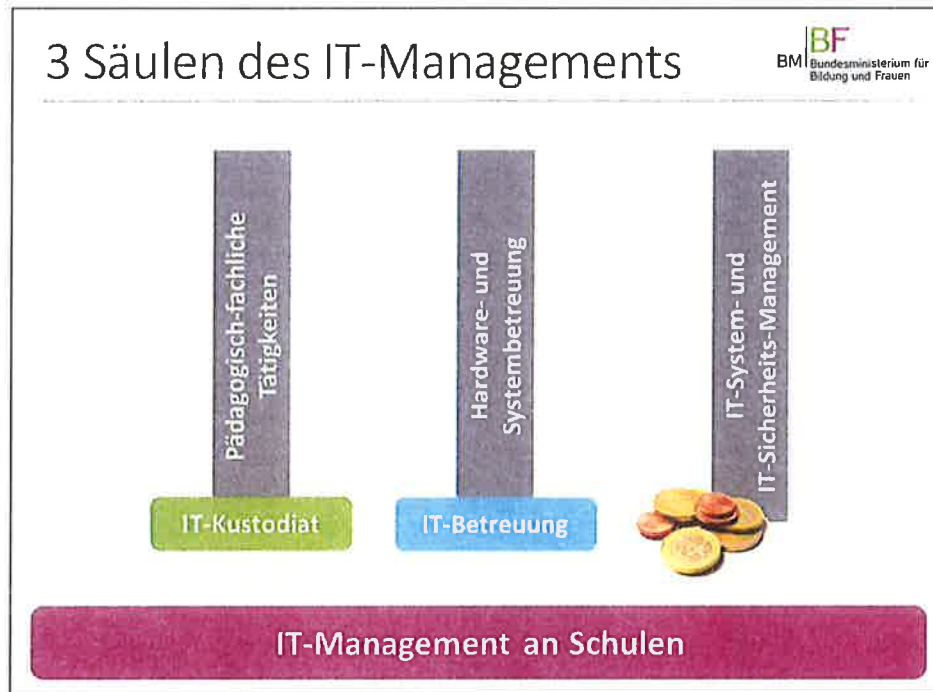 3 Säulen des IT-Managements
BM BF
Bundesministerium für
Bildung und Frauen
Pädagogisch-fachliche
Tätigkeiten
Hardware- und
Systembetreuung
IT-System- und
IT-Sicherheits-Management
IT-Kustodiat
IT-Betreuung
IT-Management an Schulen